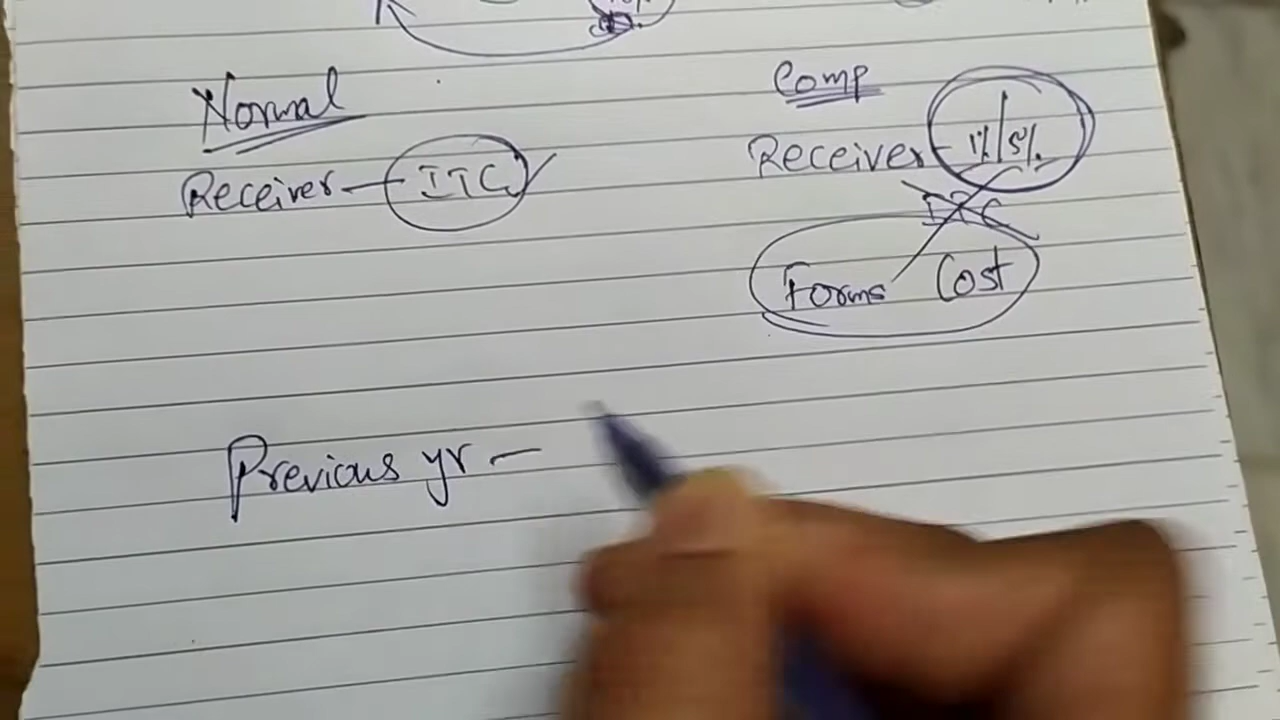 Normal
Receiver - ITC
Comp
Receiver - 1%/5%
ITC
Forms Cost
Previous yr -